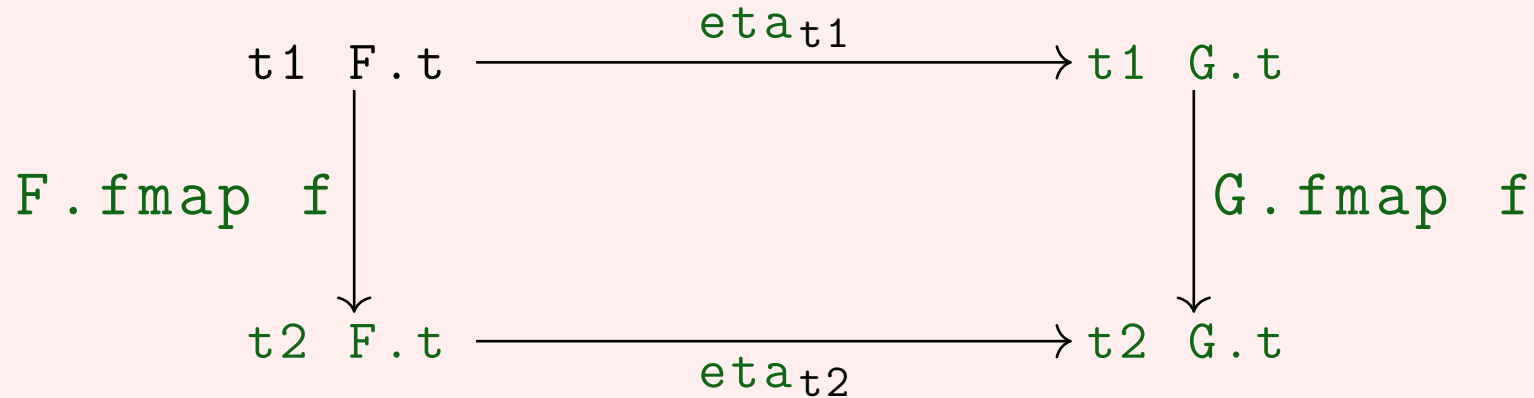 eta_t1
t1 F.t t1 G.t
F.fmap f G.fmap f
t2 F.t t2 G.t
eta_t2